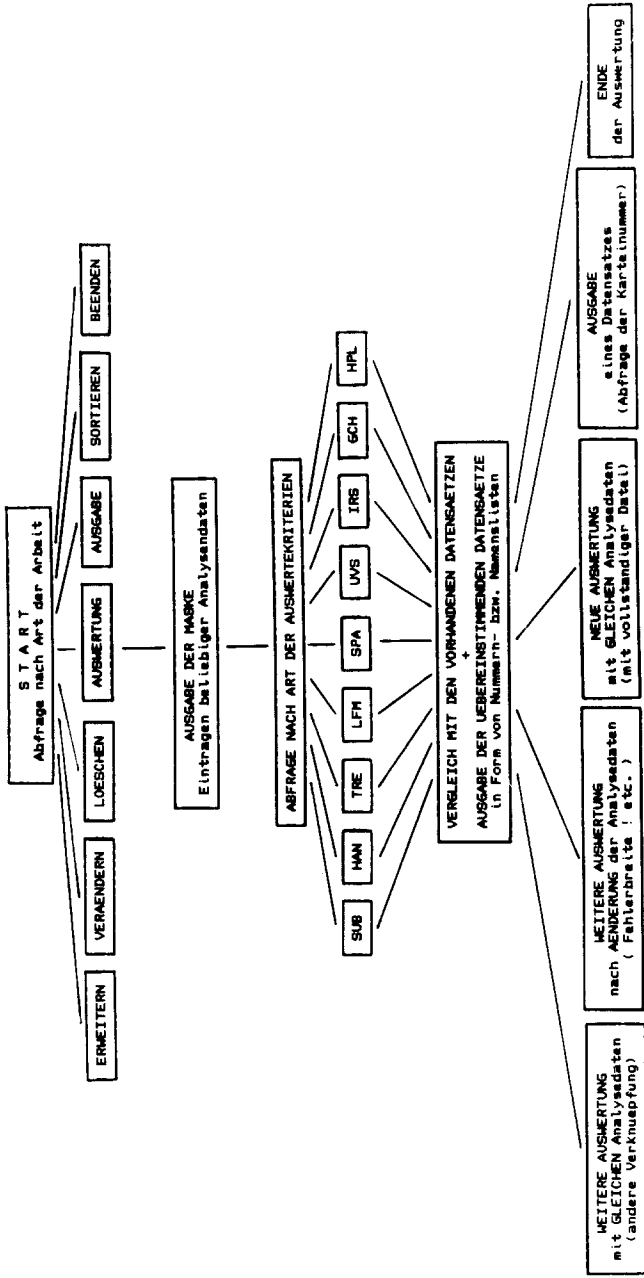 S T A R T
Abfrage nach Art der Arbeit
ERWEITERN
VERAENDERN
LOESCHEN
AUSWERTUNG
AUSGABE
SORTIEREN
BEENDEN
AUSGABE DER MASKE
Eintragen beliebiger Analysendaten
ABFRAGE NACH ART DER AUSWERTEKRITERIEN
SUB
HAN
TRE
LFM
SPA
UVS
IRS
GCH
HPL
VERGLEICH MIT DEN VORHANDENEN DATENSAETZEN
+
AUSGABE DER UEBEREINSTIMMENDEN DATENSAETZE
in Form von Nummern- bzw. Namenslisten
WEITERE AUSWERTUNG
mit GLEICHEN Analysedaten
(andere Verknuepfung)
WEITERE AUSWERTUNG
nach AENDERUNG der Analysedaten
( Fehlerbreite ! etc. )
NEUE AUSWERTUNG
mit GLEICHEN Analysedaten
(mit vollstandiger Datei)
AUSGABE
eines Datensatzes
(Abfrage der Karteinummer)
ENDE
der Auswertung